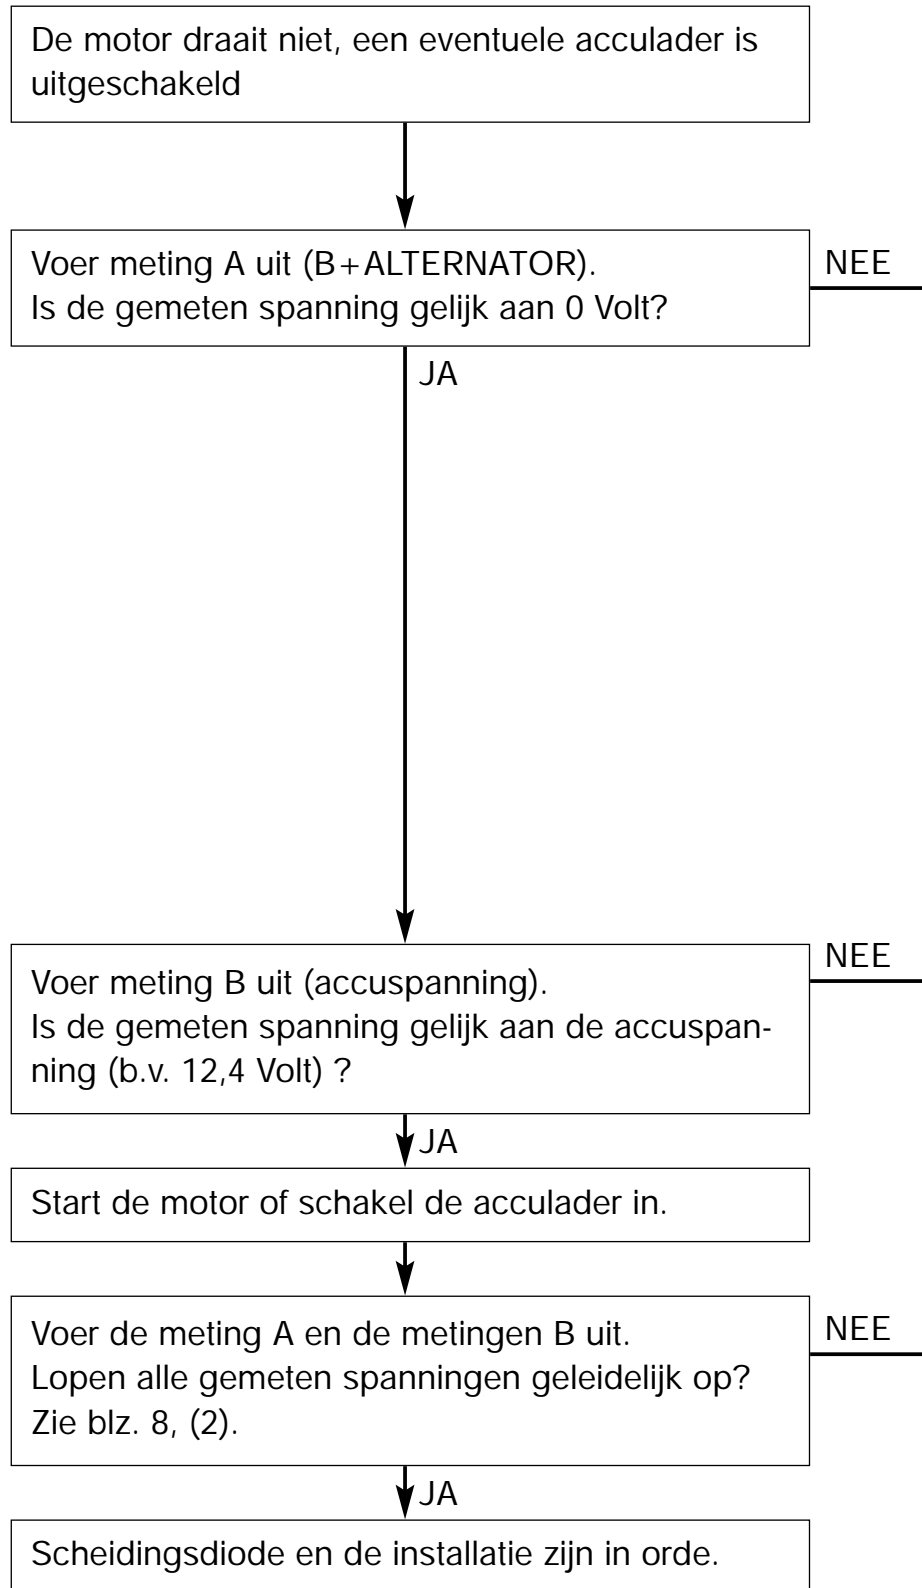 De motor draait niet, een eventuele acculader is
uitgeschakeld
Voer meting A uit (B+ALTERNATOR).
Is de gemeten spanning gelijk aan 0 Volt?
NEE
JA
Voer meting B uit (accuspanning).
Is de gemeten spanning gelijk aan de accuspan-
ning (b.v. 12,4 Volt) ?
NEE
JA
Start de motor of schakel de acculader in.
Voer de meting A en de metingen B uit.
Lopen alle gemeten spanningen geleidelijk op?
Zie blz. 8, (2).
NEE
JA
Scheidingsdiode en de installatie zijn in orde.